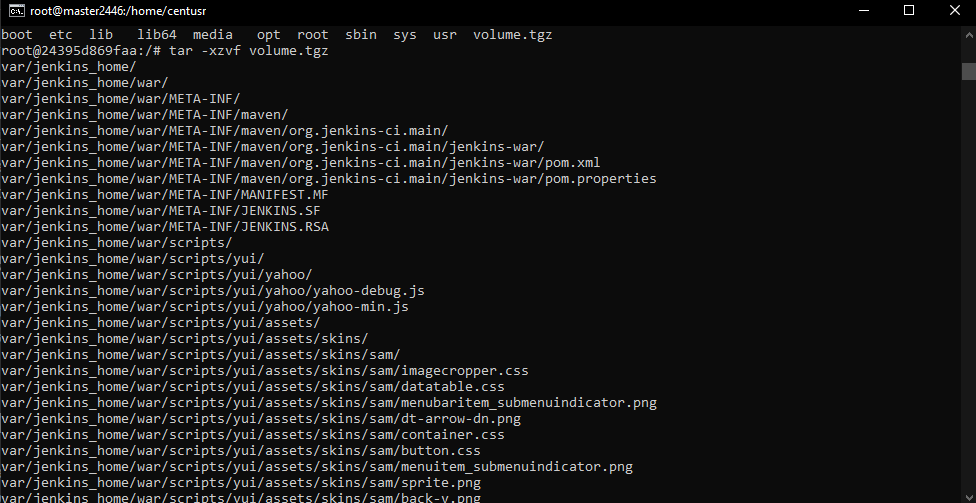 root@master2446:/home/centusr
boot  etc  lib   lib64  media   opt  root  sbin  sys  usr  volume.tgz
root@24395d869faa:/# tar -xzvf volume.tgz
var/jenkins_home/
var/jenkins_home/war/
var/jenkins_home/war/META-INF/
var/jenkins_home/war/META-INF/maven/
var/jenkins_home/war/META-INF/maven/org.jenkins-ci.main/
var/jenkins_home/war/META-INF/maven/org.jenkins-ci.main/jenkins-war/
var/jenkins_home/war/META-INF/maven/org.jenkins-ci.main/jenkins-war/pom.xml
var/jenkins_home/war/META-INF/maven/org.jenkins-ci.main/jenkins-war/pom.properties
var/jenkins_home/war/META-INF/MANIFEST.MF
var/jenkins_home/war/META-INF/JENKINS.SF
var/jenkins_home/war/META-INF/JENKINS.RSA
var/jenkins_home/war/scripts/
var/jenkins_home/war/scripts/yui/
var/jenkins_home/war/scripts/yui/yahoo/
var/jenkins_home/war/scripts/yui/yahoo/yahoo-debug.js
var/jenkins_home/war/scripts/yui/yahoo/yahoo-min.js
var/jenkins_home/war/scripts/yui/assets/
var/jenkins_home/war/scripts/yui/assets/skins/
var/jenkins_home/war/scripts/yui/assets/skins/sam/
var/jenkins_home/war/scripts/yui/assets/skins/sam/imagecropper.css
var/jenkins_home/war/scripts/yui/assets/skins/sam/datatable.css
var/jenkins_home/war/scripts/yui/assets/skins/sam/menubaritem_submenuindicator.png
var/jenkins_home/war/scripts/yui/assets/skins/sam/dt-arrow-dn.png
var/jenkins_home/war/scripts/yui/assets/skins/sam/container.css
var/jenkins_home/war/scripts/yui/assets/skins/sam/button.css
var/jenkins_home/war/scripts/yui/assets/skins/sam/menuitem_submenuindicator.png
var/jenkins_home/war/scripts/yui/assets/skins/sam/sprite.png
var/jenkins_home/war/scripts/yui/assets/skins/sam/back-v.png